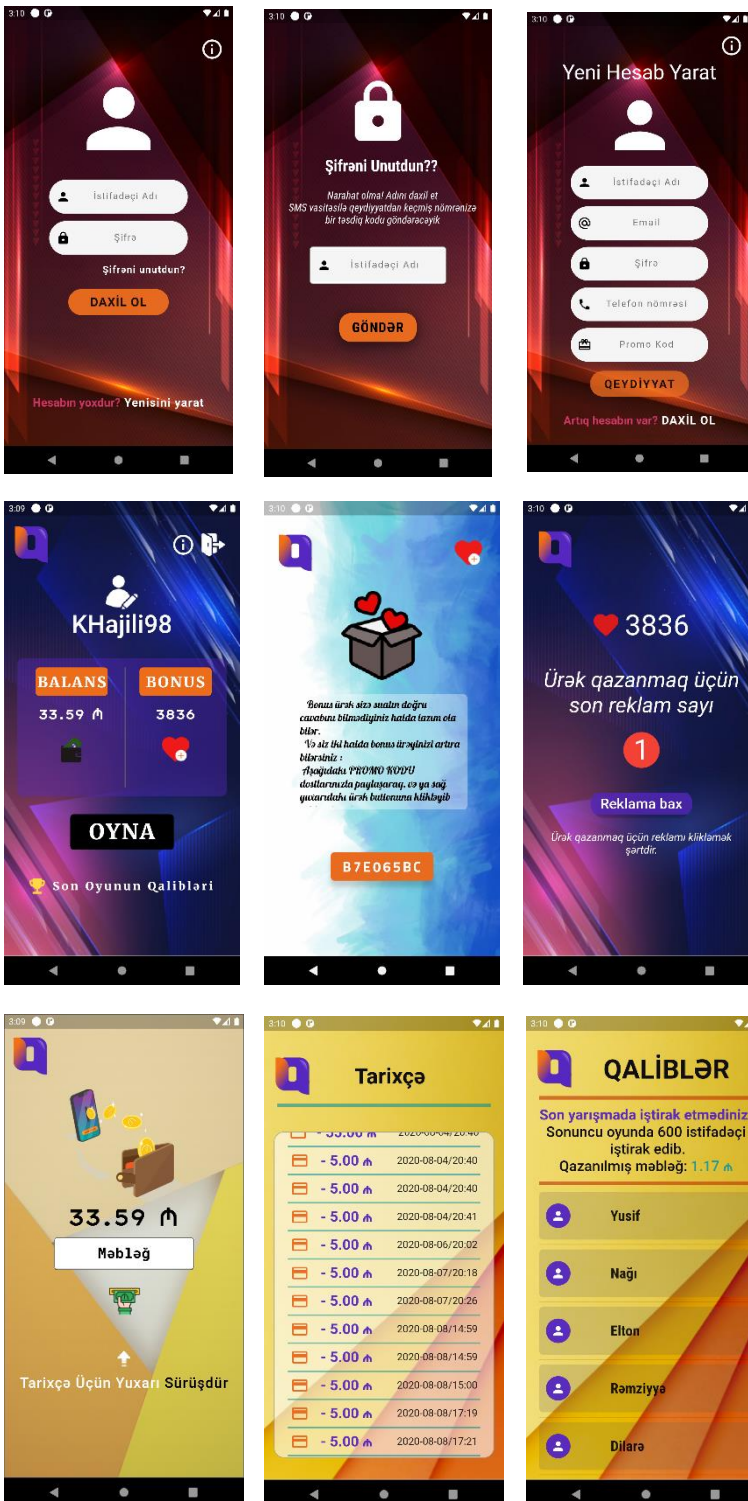 3:10
İstifadəçi Adı
Şifrə
Şifrəni unutdun?
DAXİL OL
Hesabın yoxdur? Yenisini yarat
3:10
Şifrəni Unutdun??
Narahat olma! Adını daxil et
SMS vasitəsilə qeydiyyatdan keçmiş nömrənizə
bir təsdiq kodu göndərəcəyik
İstifadəçi Adı
GÖNDƏR
3:10
Yeni Hesab Yarat
İstifadəçi Adı
Email
Şifrə
Telefon nömrəsi
Promo Kod
QEYDİYYAT
Artıq hesabın var? DAXİL OL
3:09
KHajili98
BALANS
BONUS
33.59 ₼
3836
OYNA
Son Oyunun Qalibləri
3:10
Bonus ürək sizə sualın doğru
cavabını bilmədiyiniz halda lazım ola
bilər.
Və siz iki halda bonus ürəyinizi artıra
bilərsiniz :
Aşağıdakı PROMO KODU
dostlarınızla paylaşaraq, və ya sağ
yuxarıdakı ürək buttonuna klikləyib
B7E065BC
3:10
3836
Ürək qazanmaq üçün
son reklam sayı
1
Reklama bax
Ürək qazanmaq üçün reklamı klikləmək
şərtdir.
3:09
33.59 ₼
Məbləğ
Tarixçə Üçün Yuxarı Sürüşdür
3:10
Tarixçə
- 5.00 ₼ 2020-08-04/20:40
- 5.00 ₼ 2020-08-04/20:40
- 5.00 ₼ 2020-08-04/20:41
- 5.00 ₼ 2020-08-06/20:02
- 5.00 ₼ 2020-08-07/20:18
- 5.00 ₼ 2020-08-07/20:26
- 5.00 ₼ 2020-08-08/14:59
- 5.00 ₼ 2020-08-08/14:59
- 5.00 ₼ 2020-08-08/15:00
- 5.00 ₼ 2020-08-08/17:19
- 5.00 ₼ 2020-08-08/17:21
3:10
QALİBLƏR
Son yarışmada iştirak etmədiniz
Sonuncu oyunda 600 istifadəçi
iştirak edib.
Qazanılmış məbləğ: 1.17 ₼
Yusif
Nağı
Elton
Ramziyyə
Dilarə